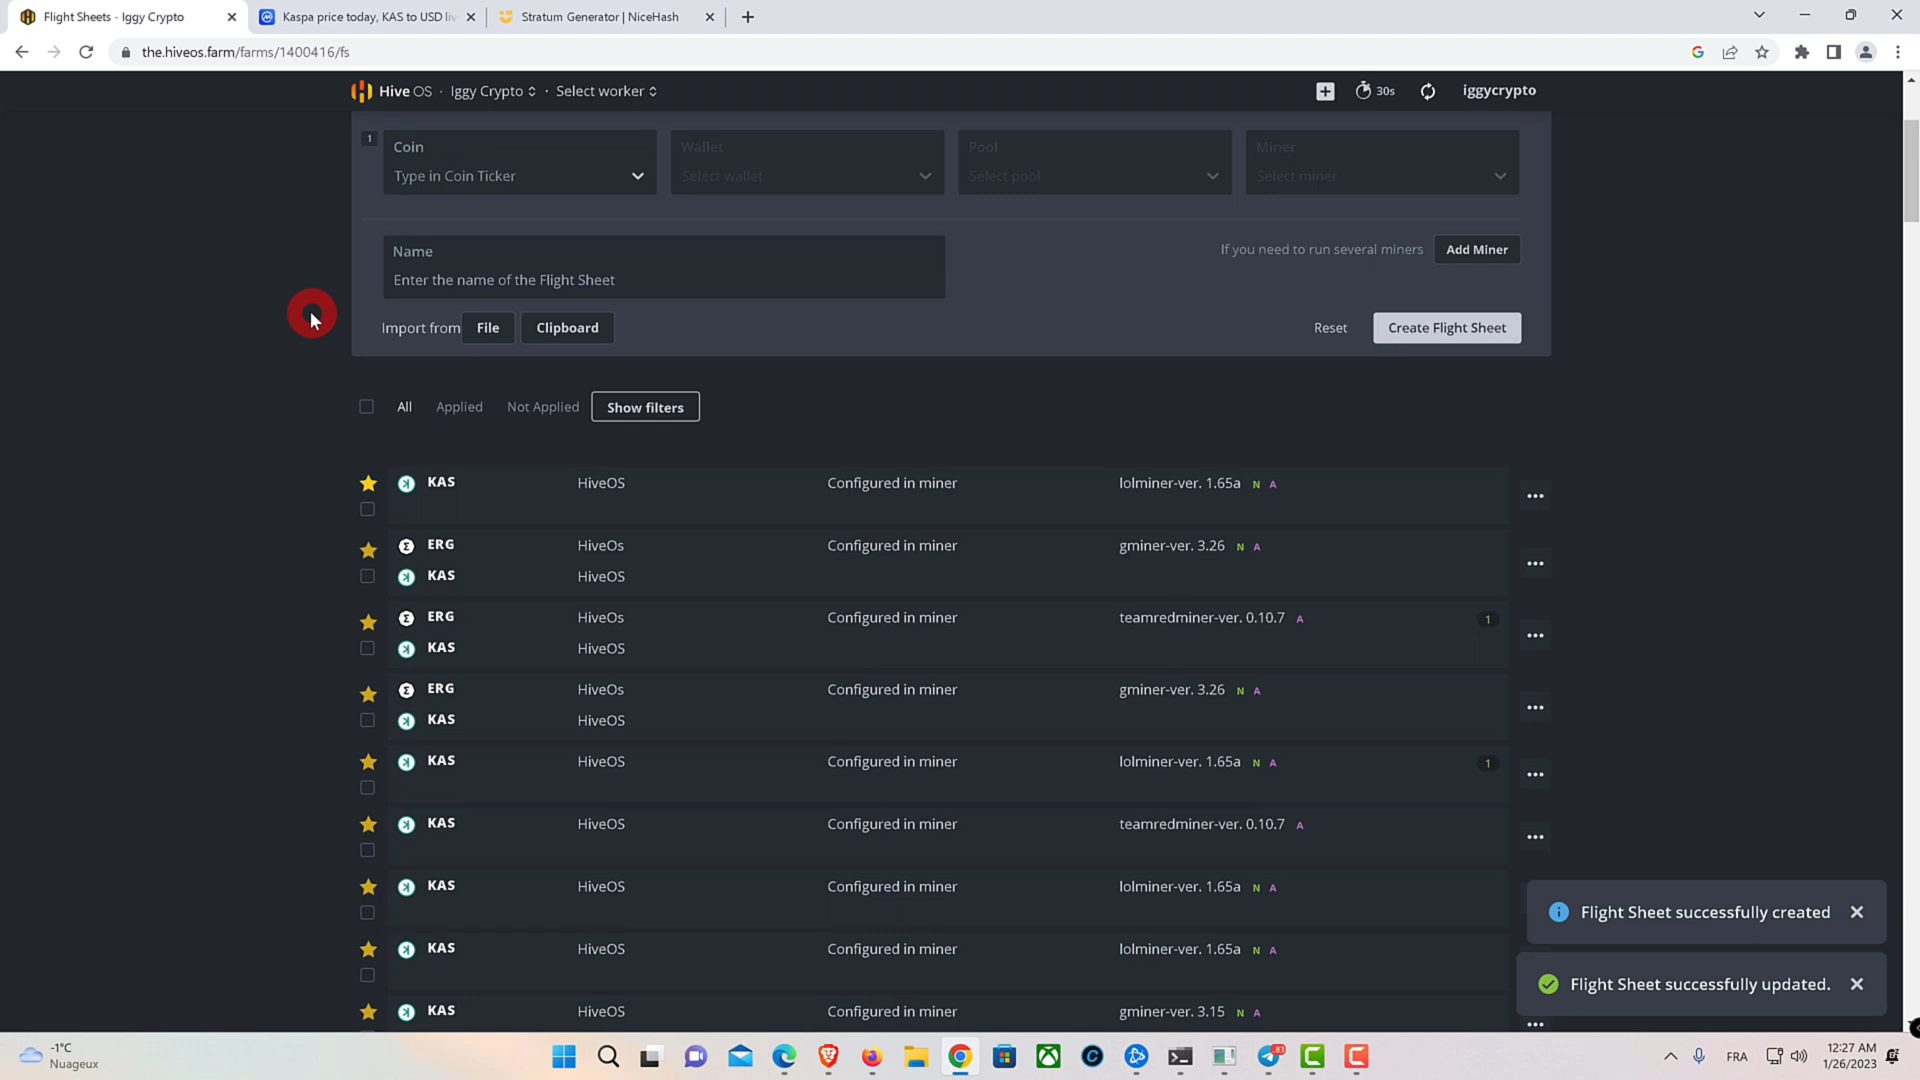 Flight Sheets - Iggy Crypto
Kaspa price today, KAS to USD liv
Stratum Generator | NiceHash
the.hiveos.farm/farms/1400416/fs
Hive OS · Iggy Crypto · Select worker
30s
iggycrypto
1
Coin
Type in Coin Ticker
Wallet
Select wallet
Pool
Select pool
Miner
Select miner
Name
Enter the name of the Flight Sheet
If you need to run several miners
Add Miner
Import from
File
Clipboard
Reset
Create Flight Sheet
All
Applied
Not Applied
Show filters
KAS HiveOS Configured in miner lolminer-ver. 1.65a N A
ERG HiveOs Configured in miner gminer-ver. 3.26 N A
KAS HiveOS
ERG HiveOs Configured in miner teamredminer-ver. 0.10.7 A 1
KAS HiveOS
ERG HiveOs Configured in miner gminer-ver. 3.26 N A
KAS HiveOS
KAS HiveOS Configured in miner lolminer-ver. 1.65a N A 1
KAS HiveOS Configured in miner teamredminer-ver. 0.10.7 A
KAS HiveOS Configured in miner lolminer-ver. 1.65a N A
KAS HiveOS Configured in miner lolminer-ver. 1.65a N A
KAS HiveOS Configured in miner gminer-ver. 3.15 N A
Flight Sheet successfully created
Flight Sheet successfully updated.
-1°C
Nuageux
83
FRA
12:27 AM
1/26/2023